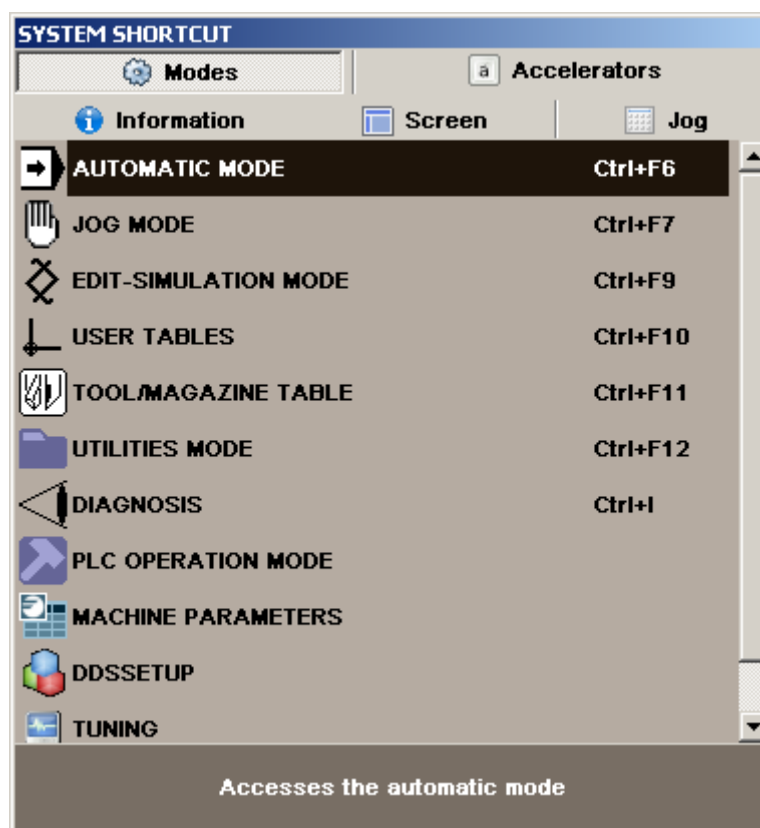 SYSTEM SHORTCUT
Modes a Accelerators
i Information Screen Jog
AUTOMATIC MODE Ctrl+F6
JOG MODE Ctrl+F7
EDIT-SIMULATION MODE Ctrl+F9
USER TABLES Ctrl+F10
TOOL/MAGAZINE TABLE Ctrl+F11
UTILITIES MODE Ctrl+F12
DIAGNOSIS Ctrl+I
PLC OPERATION MODE
MACHINE PARAMETERS
DDSSETUP
TUNING
Accesses the automatic mode